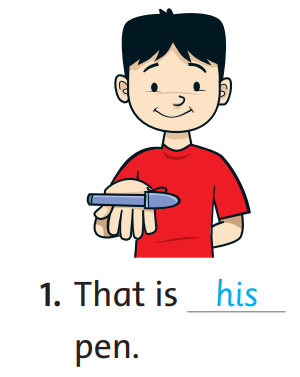 1. That is his
pen.